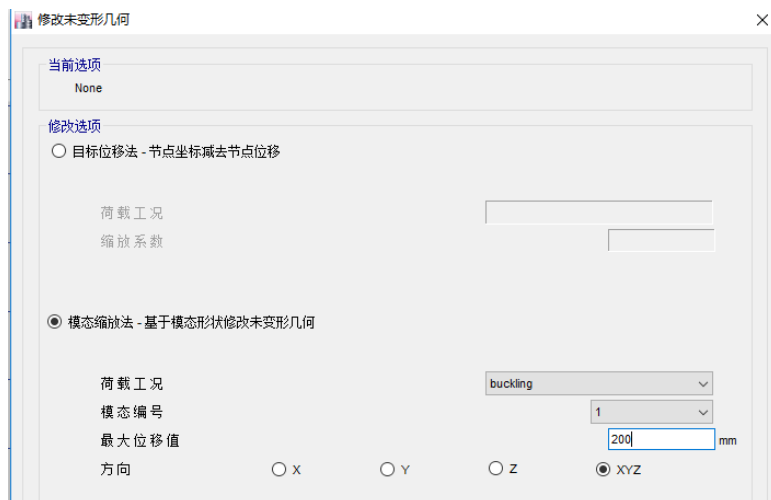 修改未变形几何
当前选项
None
修改选项
目标位移法 - 节点坐标减去节点位移
荷载工况
缩放系数
模态缩放法 - 基于模态形状修改未变形几何
荷载工况 buckling
模态编号 1
最大位移值 200 mm
方向 X Y Z XYZ